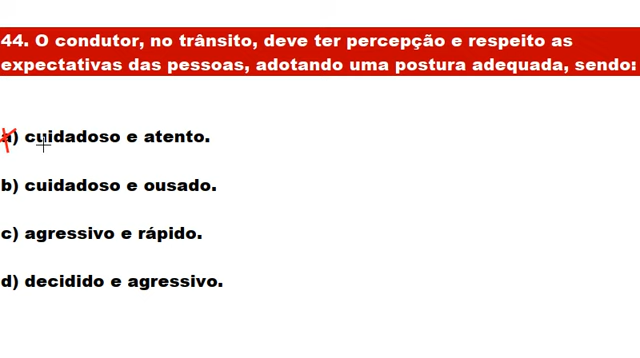 44. O condutor, no trânsito, deve ter percepção e respeito as
expectativas das pessoas, adotando uma postura adequada, sendo:
a) cuidadoso e atento.
b) cuidadoso e ousado.
c) agressivo e rápido.
d) decidido e agressivo.